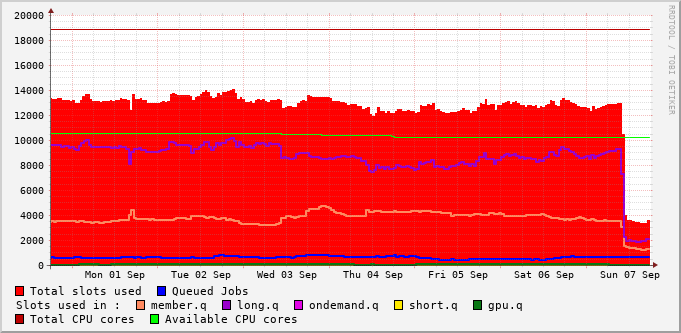 20000
18000
16000
14000
12000
10000
8000
6000
4000
2000
0
Mon 01 Sep Tue 02 Sep Wed 03 Sep Thu 04 Sep Fri 05 Sep Sat 06 Sep Sun 07 Sep
RRDTOOL / TOBI OETIKER
Total slots used Queued Jobs
Slots used in : member.q long.q ondemand.q short.q gpu.q
Total CPU cores Available CPU cores